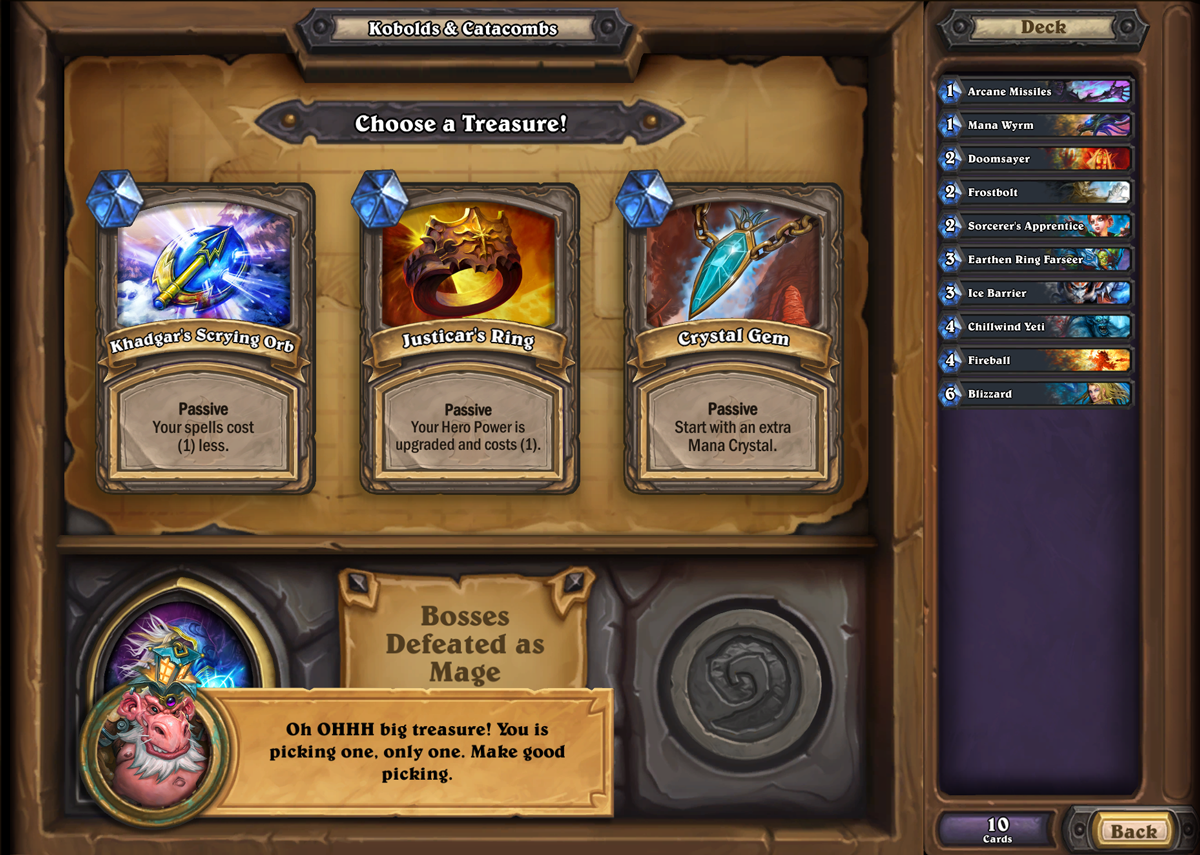 Kobolds & Catacombs
Choose a Treasure!
Khadgar's Scrying Orb
Passive
Your spells cost
(1) less.
Justicar's Ring
Passive
Your Hero Power is
upgraded and costs (1).
Crystal Gem
Passive
Start with an extra
Mana Crystal.
Bosses
Defeated as
Mage
Oh OHHH big treasure! You is
picking one, only one. Make good
picking.
Deck
1 Arcane Missiles
1 Mana Wyrm
2 Doomsayer
2 Frostbolt
2 Sorcerer's Apprentice
3 Earthen Ring Farseer
3 Ice Barrier
4 Chillwind Yeti
4 Fireball
6 Blizzard
10
Cards
Back